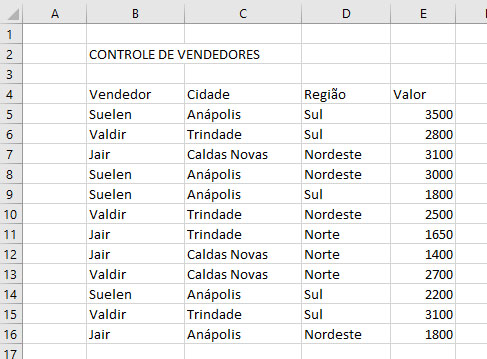 A B C D E
1
2 CONTROLE DE VENDEDORES
3
4 Vendedor Cidade Região Valor
5 Suelen Anápolis Sul 3500
6 Valdir Trindade Sul 2800
7 Jair Caldas Novas Nordeste 3100
8 Suelen Anápolis Nordeste 3000
9 Suelen Anápolis Sul 1800
10 Valdir Trindade Nordeste 2500
11 Jair Trindade Norte 1650
12 Jair Caldas Novas Norte 1400
13 Valdir Caldas Novas Norte 2700
14 Suelen Anápolis Sul 2200
15 Valdir Trindade Sul 3100
16 Jair Anápolis Nordeste 1800
17